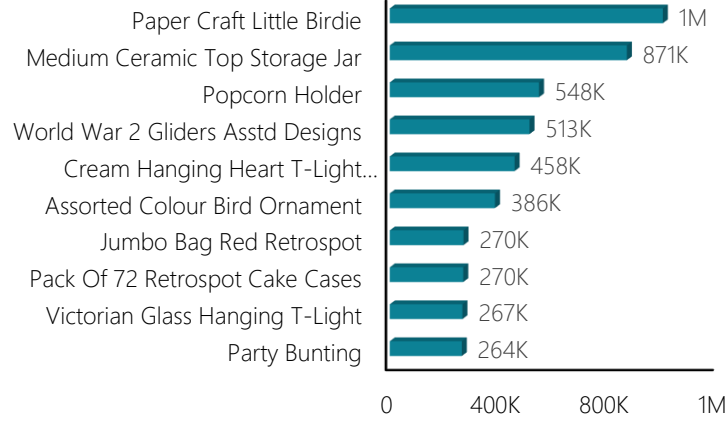 Paper Craft Little Birdie 1M
Medium Ceramic Top Storage Jar 871K
Popcorn Holder 548K
World War 2 Gliders Asstd Designs 513K
Cream Hanging Heart T-Light... 458K
Assorted Colour Bird Ornament 386K
Jumbo Bag Red Retrospot 270K
Pack Of 72 Retrospot Cake Cases 270K
Victorian Glass Hanging T-Light 267K
Party Bunting 264K
0 400K 800K 1M